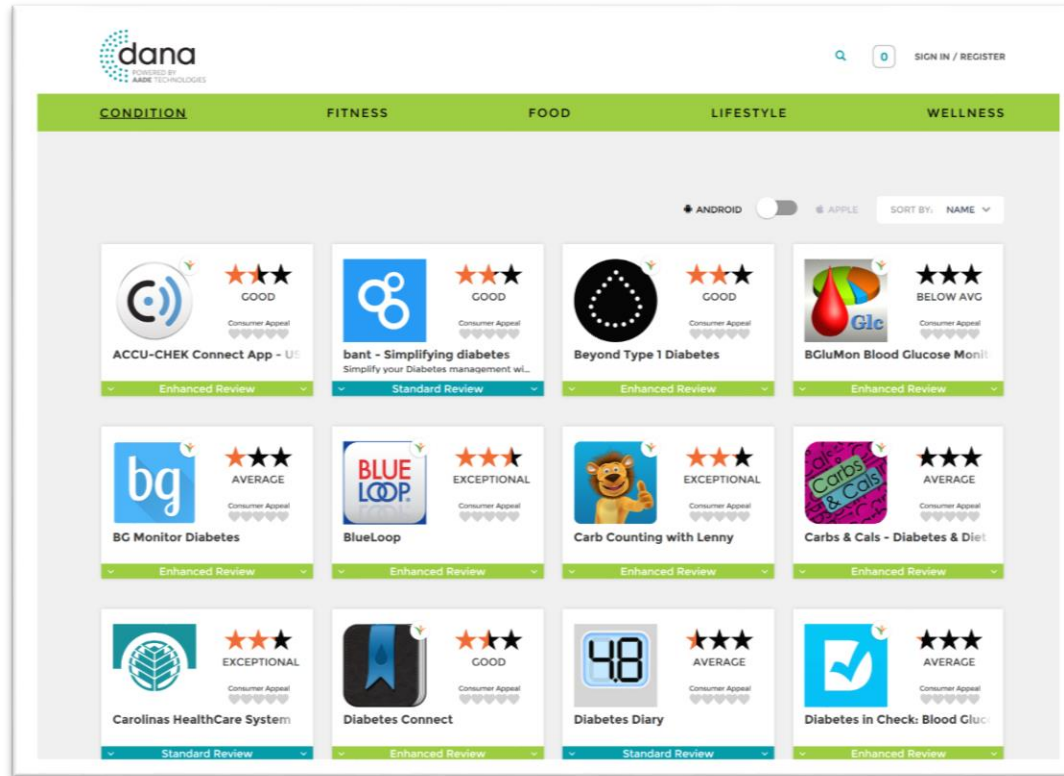 dana
POWERED BY
AADE TECHNOLOGIES
0 SIGN IN / REGISTER
CONDITION FITNESS FOOD LIFESTYLE WELLNESS
ANDROID APPLE SORT BY: NAME
GOOD
Consumer Appeal
ACCU-CHEK Connect App - US
Enhanced Review
GOOD
Consumer Appeal
bant - Simplifying diabetes
Simplify your Diabetes management wi...
Standard Review
GOOD
Consumer Appeal
Beyond Type 1 Diabetes
Enhanced Review
Glc
BELOW AVG
Consumer Appeal
BGluMon Blood Glucose Monit
Enhanced Review
bg
AVERAGE
Consumer Appeal
BG Monitor Diabetes
Enhanced Review
BLUE
LOOP
EXCEPTIONAL
Consumer Appeal
BlueLoop
Enhanced Review
EXCEPTIONAL
Consumer Appeal
Carb Counting with Lenny
Enhanced Review
Carbs
& Cals
AVERAGE
Consumer Appeal
Carbs & Cals - Diabetes & Diet
Enhanced Review
EXCEPTIONAL
Consumer Appeal
Carolinas HealthCare System
Standard Review
GOOD
Consumer Appeal
Diabetes Connect
Enhanced Review
4.8
AVERAGE
Consumer Appeal
Diabetes Diary
Standard Review
AVERAGE
Consumer Appeal
Diabetes in Check: Blood Gluc
Enhanced Review